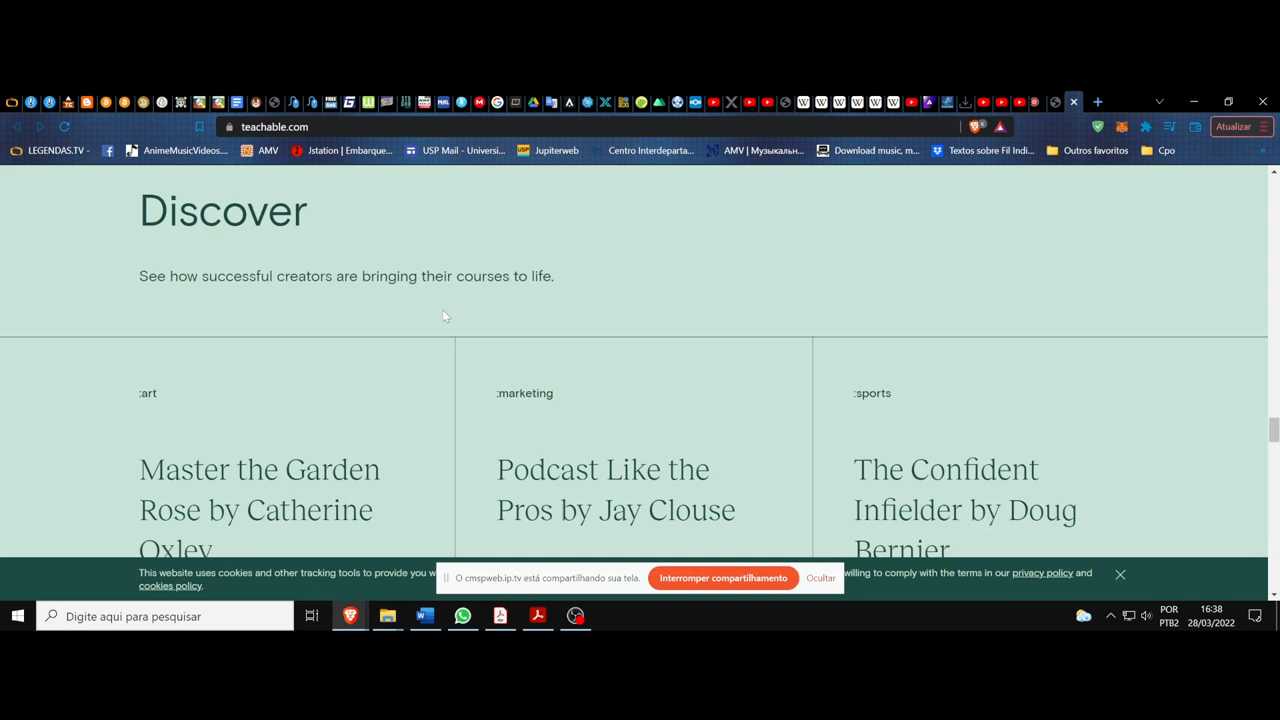 teachable.com
Atualizar
LEGENDAS.TV
AnimeMusicVideos...
AMV
Jstation | Embarque...
USP Mail - Universi...
Jupiterweb
Centro Interdeparta...
AMV | Музыкальн...
Download music, m...
Textos sobre Fil Indi...
Outros favoritos
Cpo
Discover
See how successful creators are bringing their courses to life.
:art
:marketing
:sports
Master the Garden
Rose by Catherine
Oxley
Podcast Like the
Pros by Jay Clouse
The Confident
Infielder by Doug
Bernier
This website uses cookies and other tracking tools to provide you w
willing to comply with the terms in our privacy policy and
cookies policy.
O cmspweb.ip.tv está compartilhando sua tela.
Interromper compartilhamento
Ocultar
Digite aqui para pesquisar
POR
PTB2
16:38
28/03/2022